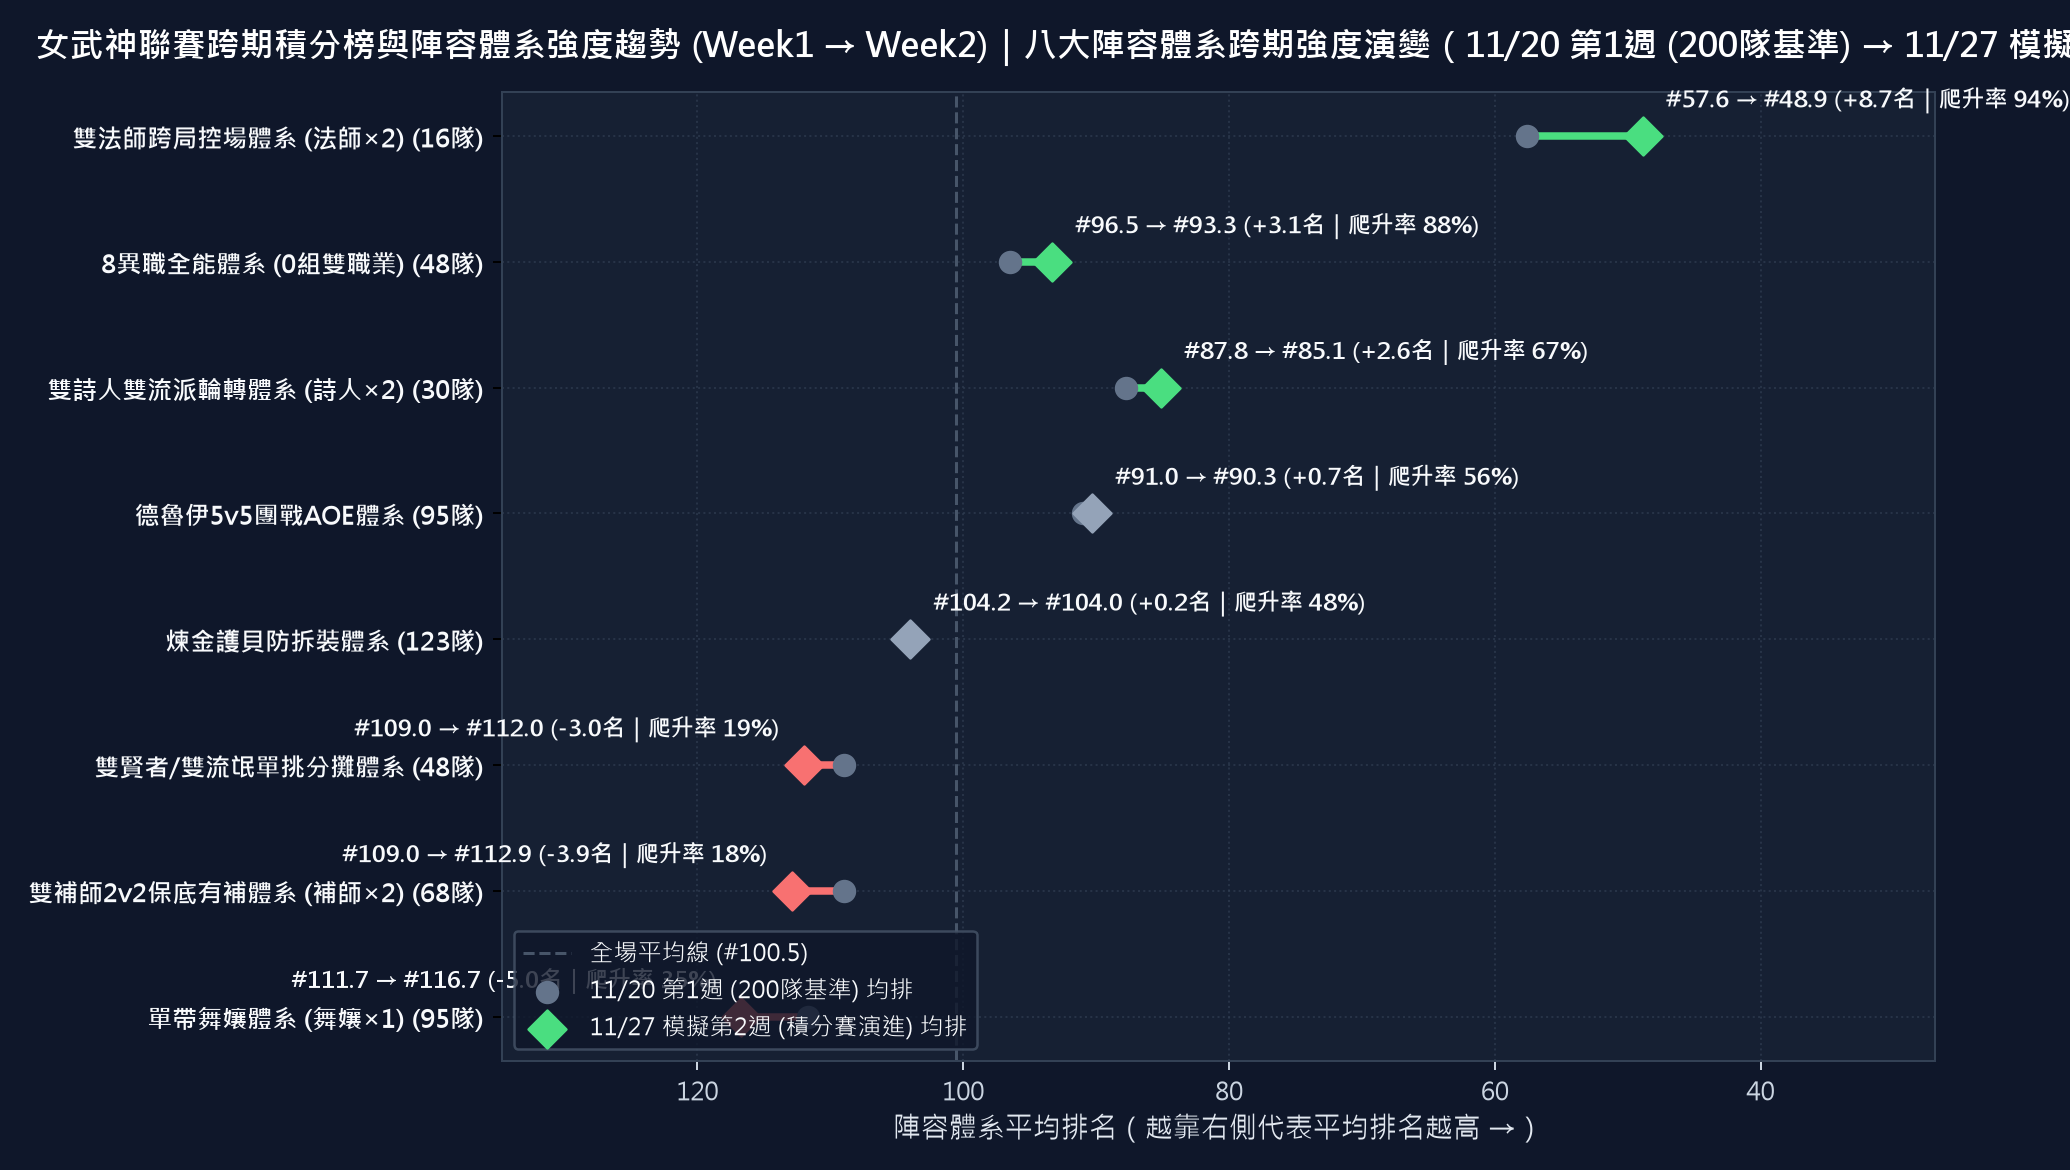 女武神聯賽跨期積分榜與陣容體系強度趨勢 (Week1 → Week2) | 八大陣容體系跨期強度演變 ( 11/20 第1週 (200隊基準) → 11/27 模擬
#57.6 → #48.9 (+8.7名 | 爬升率 94%)
雙法師跨局控場體系 (法師×2) (16隊)
#96.5 → #93.3 (+3.1名 | 爬升率 88%)
8異職全能體系 (0組雙職業) (48隊)
#87.8 → #85.1 (+2.6名 | 爬升率 67%)
雙詩人雙流派輪轉體系 (詩人×2) (30隊)
#91.0 → #90.3 (+0.7名 | 爬升率 56%)
德魯伊5v5團戰AOE體系 (95隊)
#104.2 → #104.0 (+0.2名 | 爬升率 48%)
煉金護貝防拆裝體系 (123隊)
#109.0 → #112.0 (-3.0名 | 爬升率 19%)
雙賢者/雙流氓單挑分攤體系 (48隊)
#109.0 → #112.9 (-3.9名 | 爬升率 18%)
雙補師2v2保底有補體系 (補師×2) (68隊)
#111.7 → #116.7 (-5.0名 | 爬升率 35%)
單帶舞孃體系 (舞孃×1) (95隊)
全場平均線 (#100.5)
11/20 第1週 (200隊基準) 均排
11/27 模擬第2週 (積分賽演進) 均排
120 100 80 60 40
陣容體系平均排名 ( 越靠右側代表平均排名越高 → )